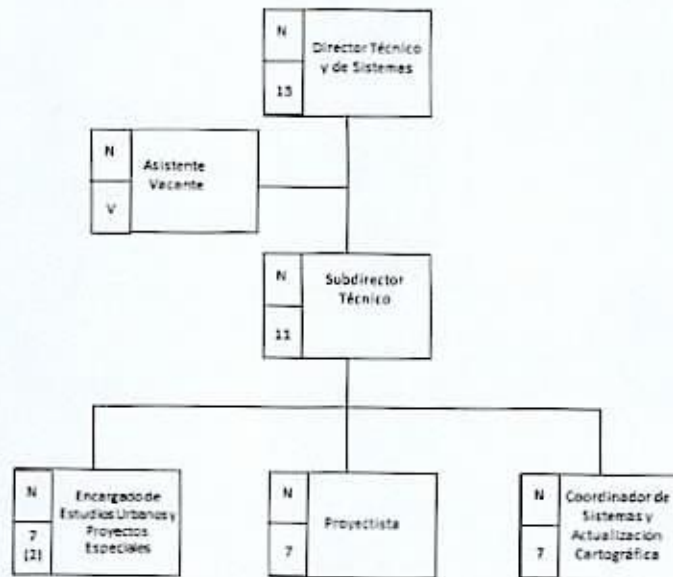 N
13
Director Técnico
y de Sistemas
N
V
Asistente
Vacante
N
11
Subdirector
Técnico
N
7
(2)
Encargado de
Estudios Urbanos y
Proyectos
Especiales
N
7
Proyectista
N
7
Coordinador de
Sistemas y
Actualización
Cartográfica